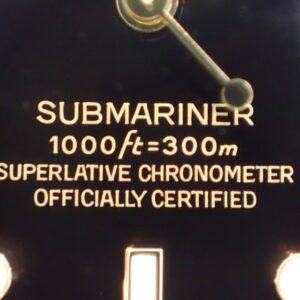 SUBMARINER
1000ft=300m
SUPERLATIVE CHRONOMETER
OFFICIALLY CERTIFIED